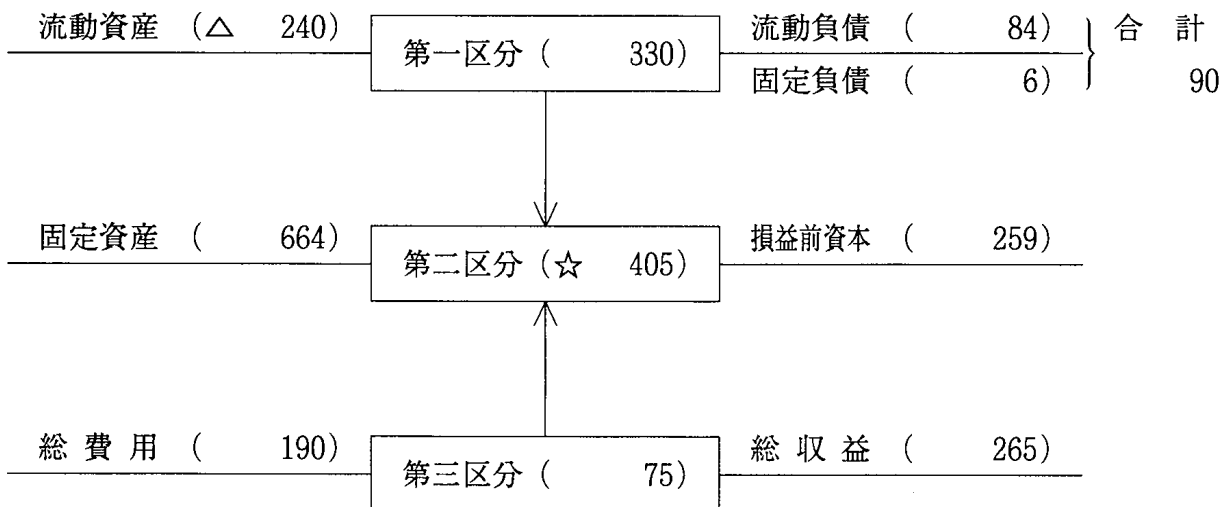 流動資産 (△ 240) 第一区分 ( 330) 流動負債 ( 84) 合計
固定負債 ( 6) 90
固定資産 ( 664) 第二区分 (☆ 405) 損益前資本 ( 259)
総費用 ( 190) 第三区分 ( 75) 総収益 ( 265)